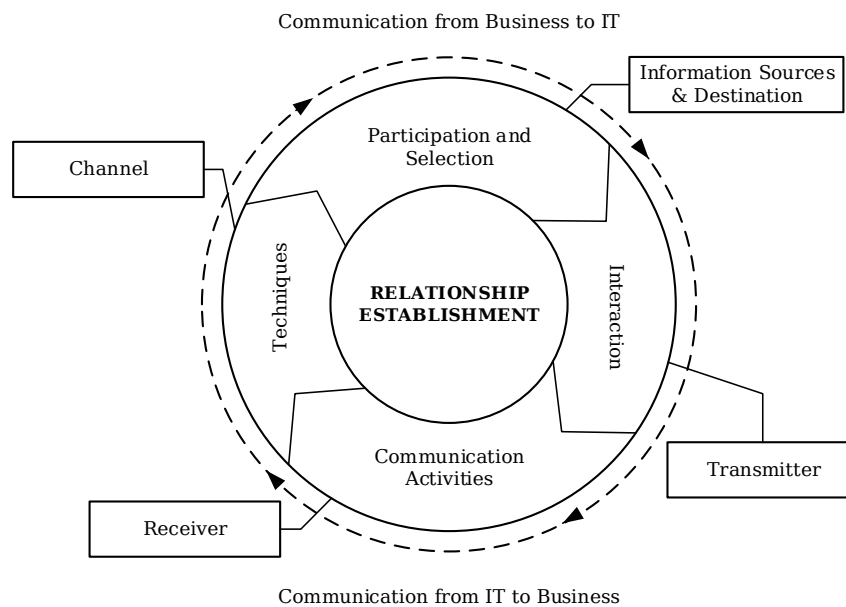 Communication from Business to IT
Information Sources
& Destination
Participation and
Selection
Channel
Techniques
RELATIONSHIP
ESTABLISHMENT
Interaction
Communication
Activities
Transmitter
Receiver
Communication from IT to Business